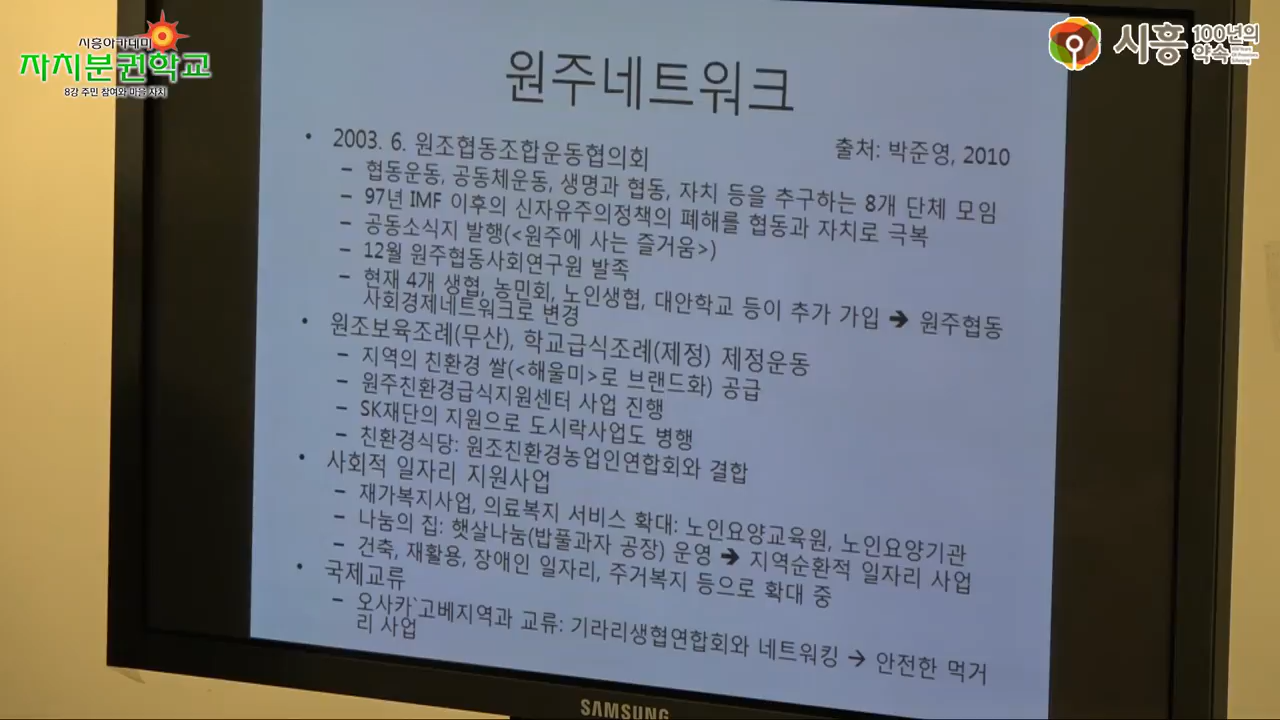 시흥아카데미
자치분권학교
8강 주민 참여와 마을 자치
시흥 100년의
약속
원주네트워크
출처: 박준영, 2010
• 2003. 6. 원조협동조합운동협의회
– 협동운동, 공동체운동, 생명과 협동, 자치 등을 추구하는 8개 단체 모임
– 97년 IMF 이후의 신자유주의정책의 폐해를 협동과 자치로 극복
– 공동소식지 발행(<원주에 사는 즐거움>)
– 12월 원주협동사회연구원 발족
– 현재 4개 생협, 농민회, 노인생협, 대안학교 등이 추가 가입 → 원주협동
사회경제네트워크로 변경
• 원조보육조례(무산), 학교급식조례(제정) 제정운동
– 지역의 친환경 쌀(<해울미>로 브랜드화) 공급
– 원주친환경급식지원센터 사업 진행
– SK재단의 지원으로 도시락사업도 병행
– 친환경식당: 원조친환경농업인연합회와 결합
• 사회적 일자리 지원사업
– 재가복지사업, 의료복지 서비스 확대: 노인요양교육원, 노인요양기관
– 나눔의 집: 햇살나눔(밥풀과자 공장) 운영 → 지역순환적 일자리 사업
– 건축, 재활용, 장애인 일자리, 주거복지 등으로 확대 중
• 국제교류
– 오사카`고베지역과 교류: 기라리생협연합회와 네트워킹 → 안전한 먹거
리 사업
SAMSUNG